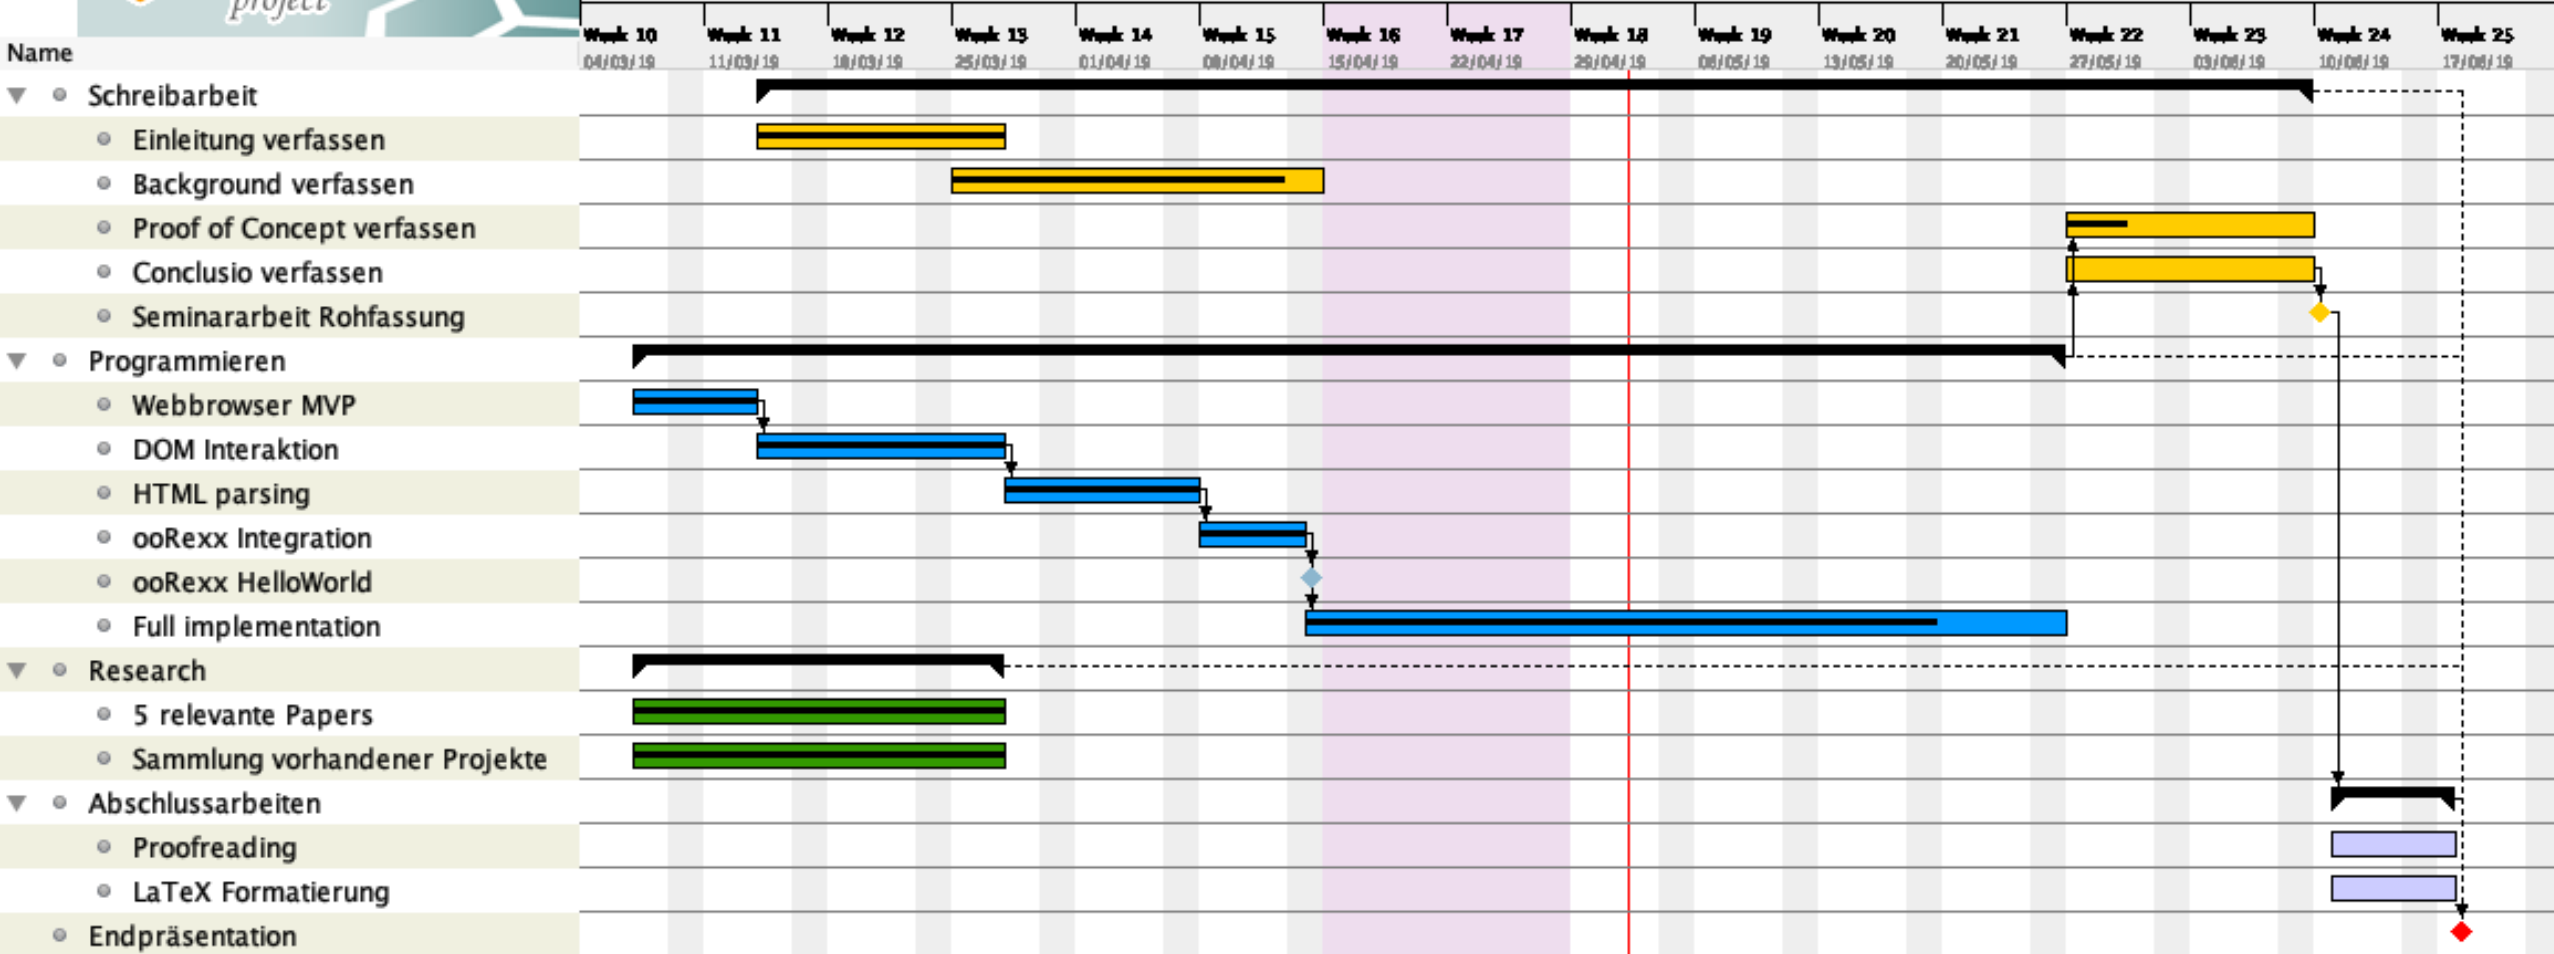 project
Week 10 Week 11 Week 12 Week 13 Week 14 Week 15 Week 16 Week 17 Week 18 Week 19 Week 20 Week 21 Week 22 Week 23 Week 24 Week 25
Name
04/03/19 11/03/19 18/03/19 25/03/19 01/04/19 08/04/19 15/04/19 22/04/19 29/04/19 06/05/19 13/05/19 20/05/19 27/05/19 03/06/19 10/06/19 17/06/19
Schreibarbeit
Einleitung verfassen
Background verfassen
Proof of Concept verfassen
Conclusio verfassen
Seminararbeit Rohfassung
Programmieren
Webbrowser MVP
DOM Interaktion
HTML parsing
ooRexx Integration
ooRexx HelloWorld
Full implementation
Research
5 relevante Papers
Sammlung vorhandener Projekte
Abschlussarbeiten
Proofreading
LaTeX Formatierung
Endpräsentation